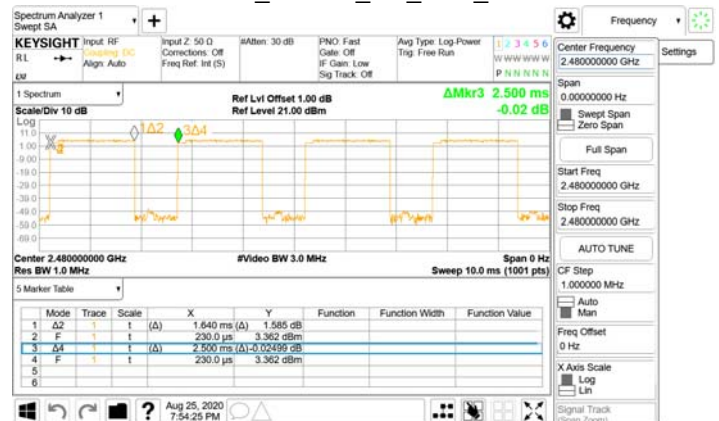 Spectrum Analyzer 1
Swept SA
Frequency
KEYSIGHT
Input: RF
Coupling: DC
Align: Auto
Input Z: 50 Ω
Corrections: Off
Freq Ref: Int (S)
#Atten: 30 dB
PNO: Fast
Gate: Off
IF Gain: Low
Sig Track: Off
Avg Type: Log-Power
Trig: Free Run
1 2 3 4 5 6
W W W W W W
P N N N N N
RL
LXI
Center Frequency
2.480000000 GHz
Settings
Span
0.00000000 Hz
Swept Span
Zero Span
Full Span
Start Freq
2.480000000 GHz
Stop Freq
2.480000000 GHz
AUTO TUNE
CF Step
1.000000 MHz
Auto
Man
Freq Offset
0 Hz
X Axis Scale
Log
Lin
Signal Track
(Span Zoom)
1 Spectrum
Scale/Div 10 dB
Ref Lvl Offset 1.00 dB
Ref Level 21.00 dBm
ΔMkr3 2.500 ms
-0.02 dB
Log
11.0
1.00
-9.00
-19.0
-29.0
-39.0
-49.0
-59.0
-69.0
1Δ2
3Δ4
Center 2.480000000 GHz
Res BW 1.0 MHz
#Video BW 3.0 MHz
Span 0 Hz
Sweep 10.0 ms (1001 pts)
5 Marker Table
Mode Trace Scale X Y Function Function Width Function Value
1 Δ2 1 t (Δ) 1.640 ms (Δ) 1.585 dB
2 F 1 t 230.0 µs 3.362 dBm
3 Δ4 1 t (Δ) 2.500 ms (Δ) -0.02499 dB
4 F 1 t 230.0 µs 3.362 dBm
5
6
?
Aug 25, 2020
7:54:25 PM